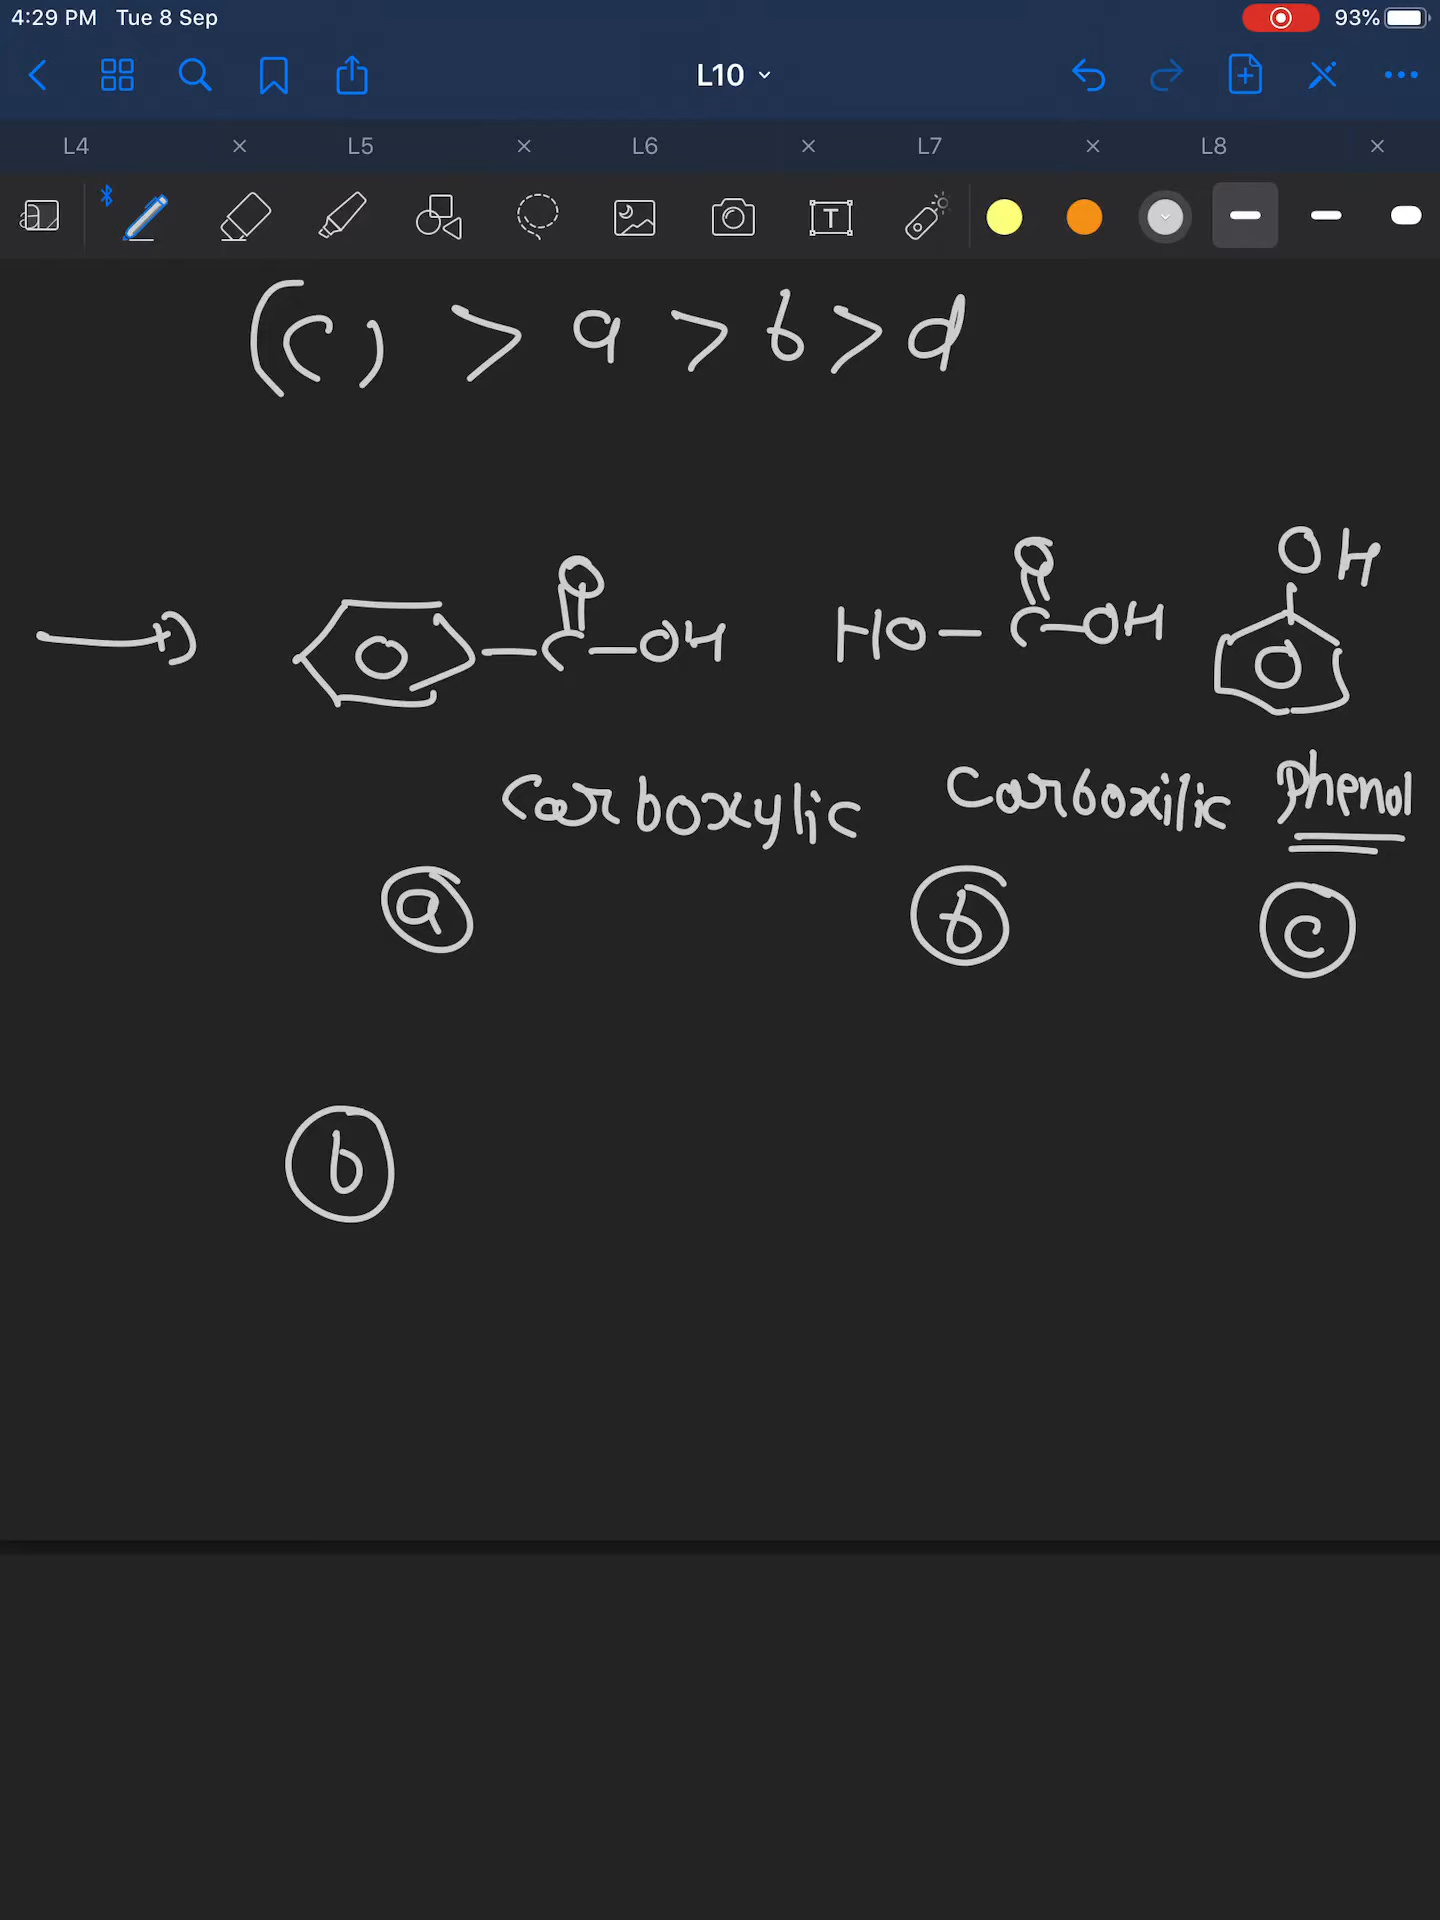 4:29 PM Tue 8 Sep 93%
L10
L4 L5 L6 L7 L8
T
(c) > a > b > d
O O OH
C-OH HO-C-OH
Carboxylic Carboxilic Phenol
a b c
b